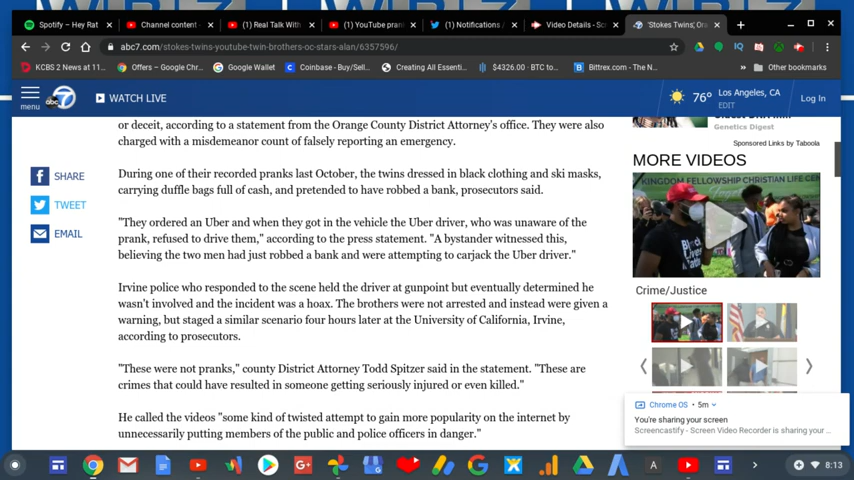 Spotify – Hey Rat
Channel content
(1) Real Talk With
(1) YouTube pran
(1) Notifications /
Video Details - Sc
'Stokes Twins; Ora
abc7.com/stokes-twins-youtube-twin-brothers-oc-stars-alan/6357596/
KCBS 2 News at 11...
Offers – Google Chr...
Google Wallet
Coinbase - Buy/Sell...
Creating All Essenti...
$4326.00 - BTC to...
Bittrex.com - The N...
Other bookmarks
menu
abc 7
WATCH LIVE
76°
Los Angeles, CA
EDIT
Log In
SHARE
TWEET
EMAIL
or deceit, according to a statement from the Orange County District Attorney's office. They were also
charged with a misdemeanor count of falsely reporting an emergency.
During one of their recorded pranks last October, the twins dressed in black clothing and ski masks,
carrying duffle bags full of cash, and pretended to have robbed a bank, prosecutors said.
"They ordered an Uber and when they got in the vehicle the Uber driver, who was unaware of the
prank, refused to drive them," according to the press statement. "A bystander witnessed this,
believing the two men had just robbed a bank and were attempting to carjack the Uber driver."
Irvine police who responded to the scene held the driver at gunpoint but eventually determined he
wasn't involved and the incident was a hoax. The brothers were not arrested and instead were given a
warning, but staged a similar scenario four hours later at the University of California, Irvine,
according to prosecutors.
"These were not pranks," county District Attorney Todd Spitzer said in the statement. "These are
crimes that could have resulted in someone getting seriously injured or even killed."
He called the videos "some kind of twisted attempt to gain more popularity on the internet by
unnecessarily putting members of the public and police officers in danger."
Genetics Digest
Sponsored Links by Taboola
MORE VIDEOS
KINGDOM FELLOWSHIP CHRISTIAN LIFE CEN
Black
Lives
Matter
Crime/Justice
Chrome OS • 5m
You're sharing your screen
Screencastify - Screen Video Recorder is sharing your ...
8:13